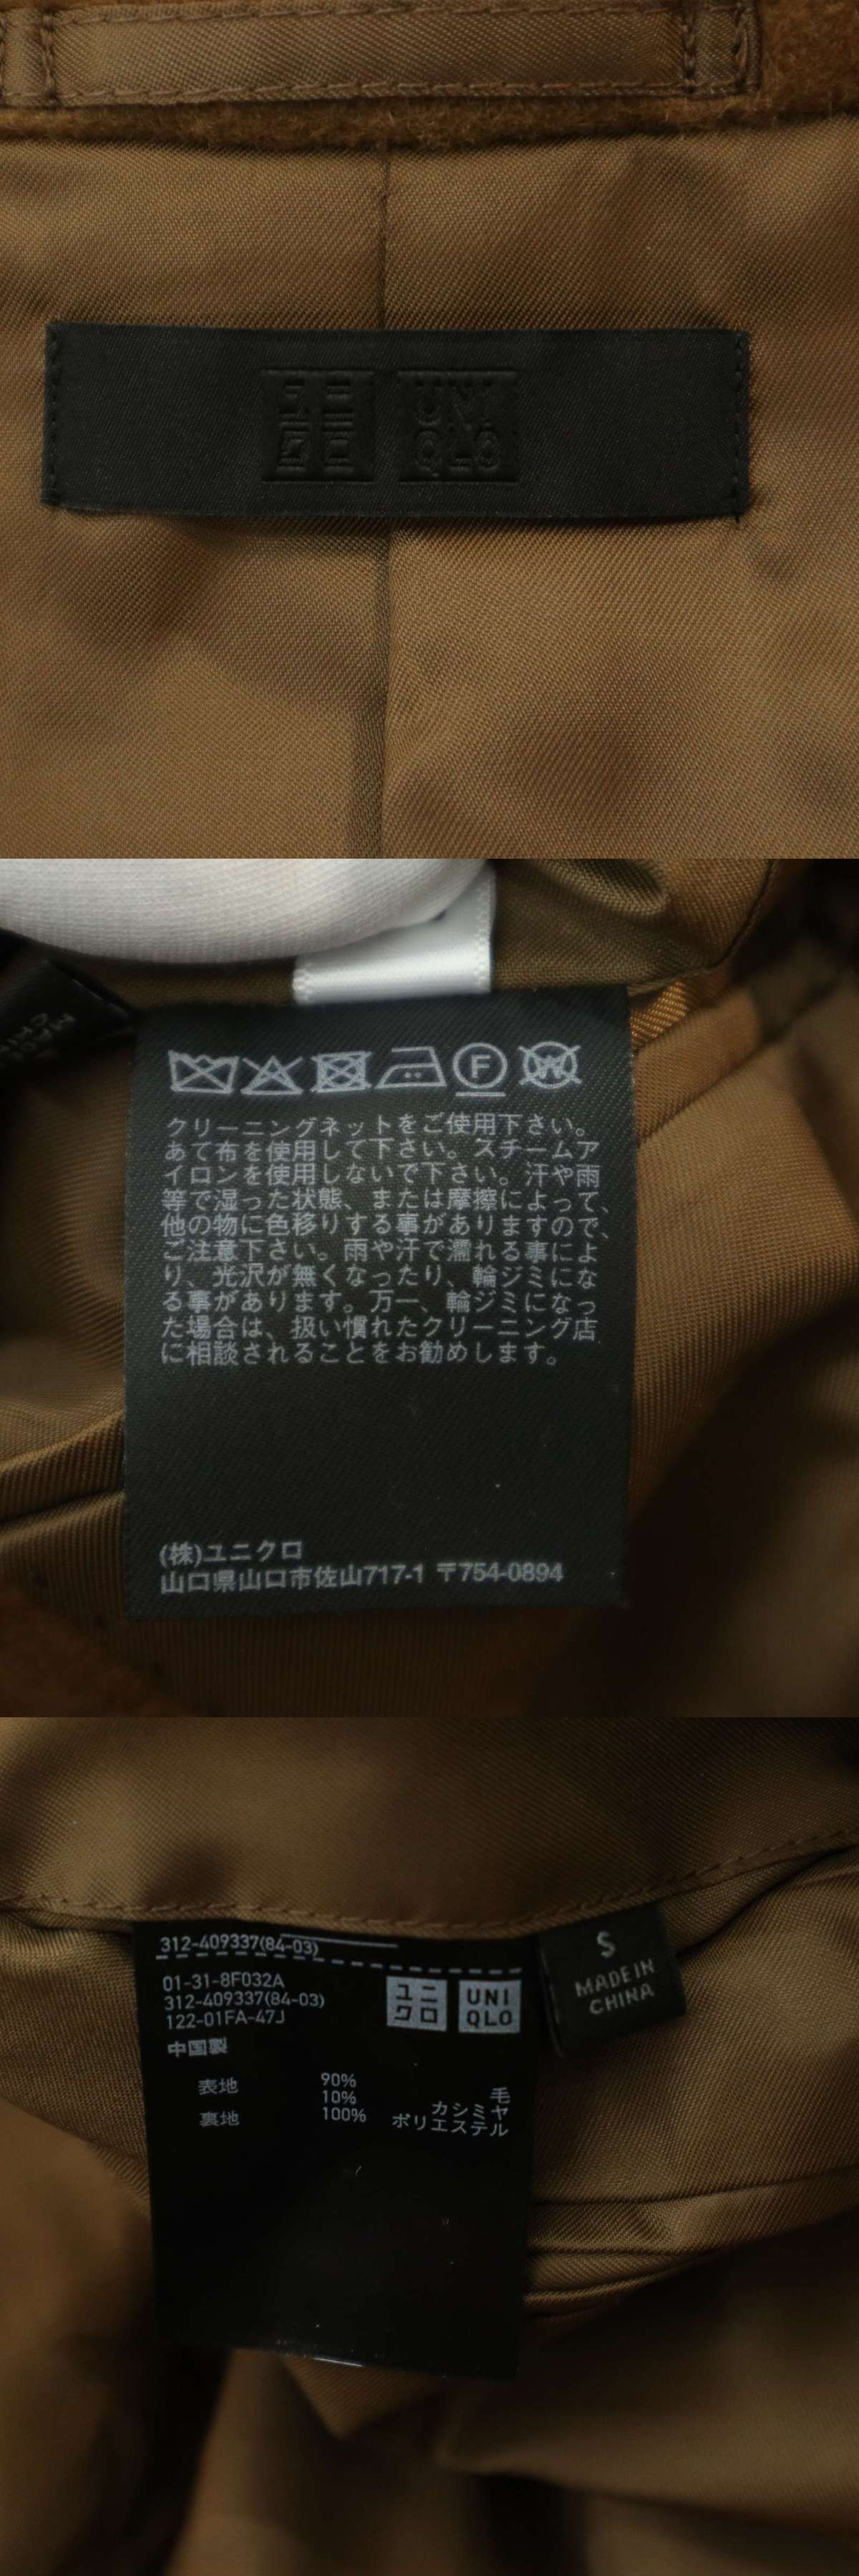 ユニ
クロ
UNI
QLO
F
W
クリーニングネットをご使用下さい。
あて布を使用して下さい。スチームア
イロンを使用しないで下さい。汗や雨
等で湿った状態、または摩擦によって、
他の物に色移りする事がありますので、
ご注意下さい。雨や汗で濡れる事によ
り、光沢が無くなったり、輪ジミにな
る事があります。万一、輪ジミになっ
た場合は、扱い慣れたクリーニング店
に相談されることをお勧めします。
(株)ユニクロ
山口県山口市佐山717-1 〒754-0894
312-409337(84-03)
01-31-8F032A
312-409337(84-03)
122-01FA-47J
中国製
ユニ
クロ
UNI
QLO
表地 90% 毛
10% カシミヤ
裏地 100% ポリエステル
S
MADE IN
CHINA